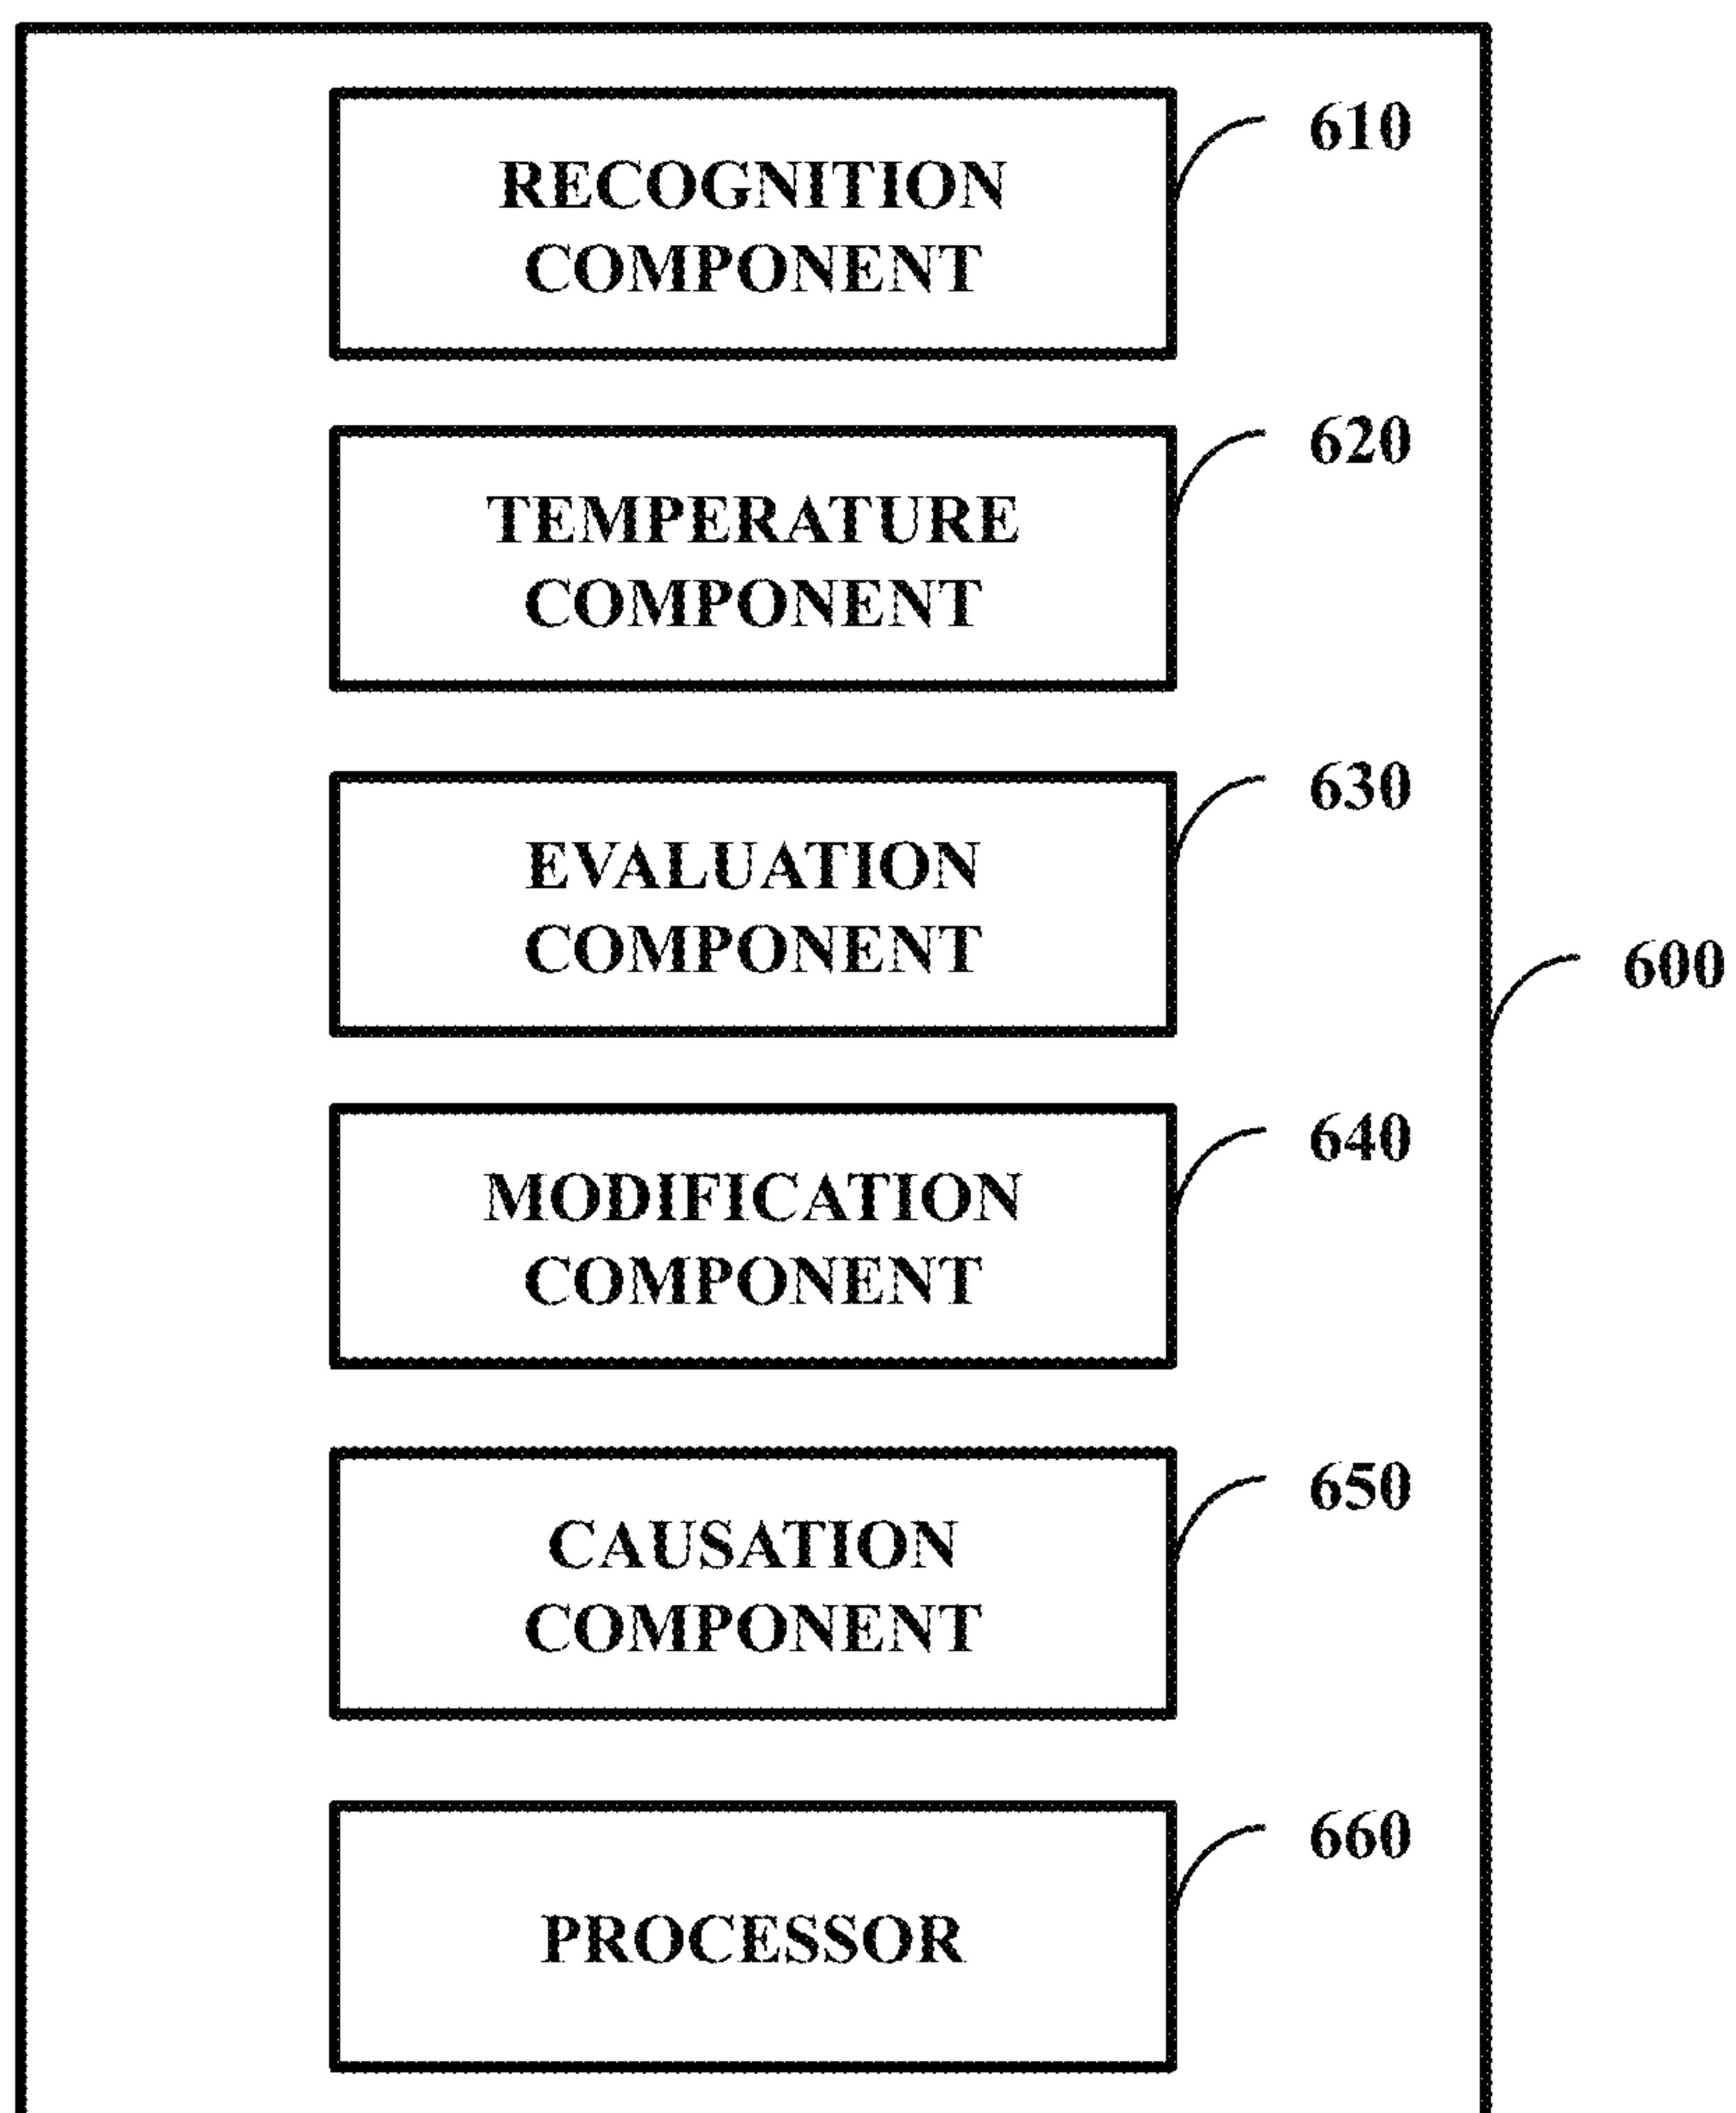 610
RECOGNITION
COMPONENT
620
TEMPERATURE
COMPONENT
630
EVALUATION
COMPONENT
600
640
MODIFICATION
COMPONENT
650
CAUSATION
COMPONENT
660
PROCESSOR